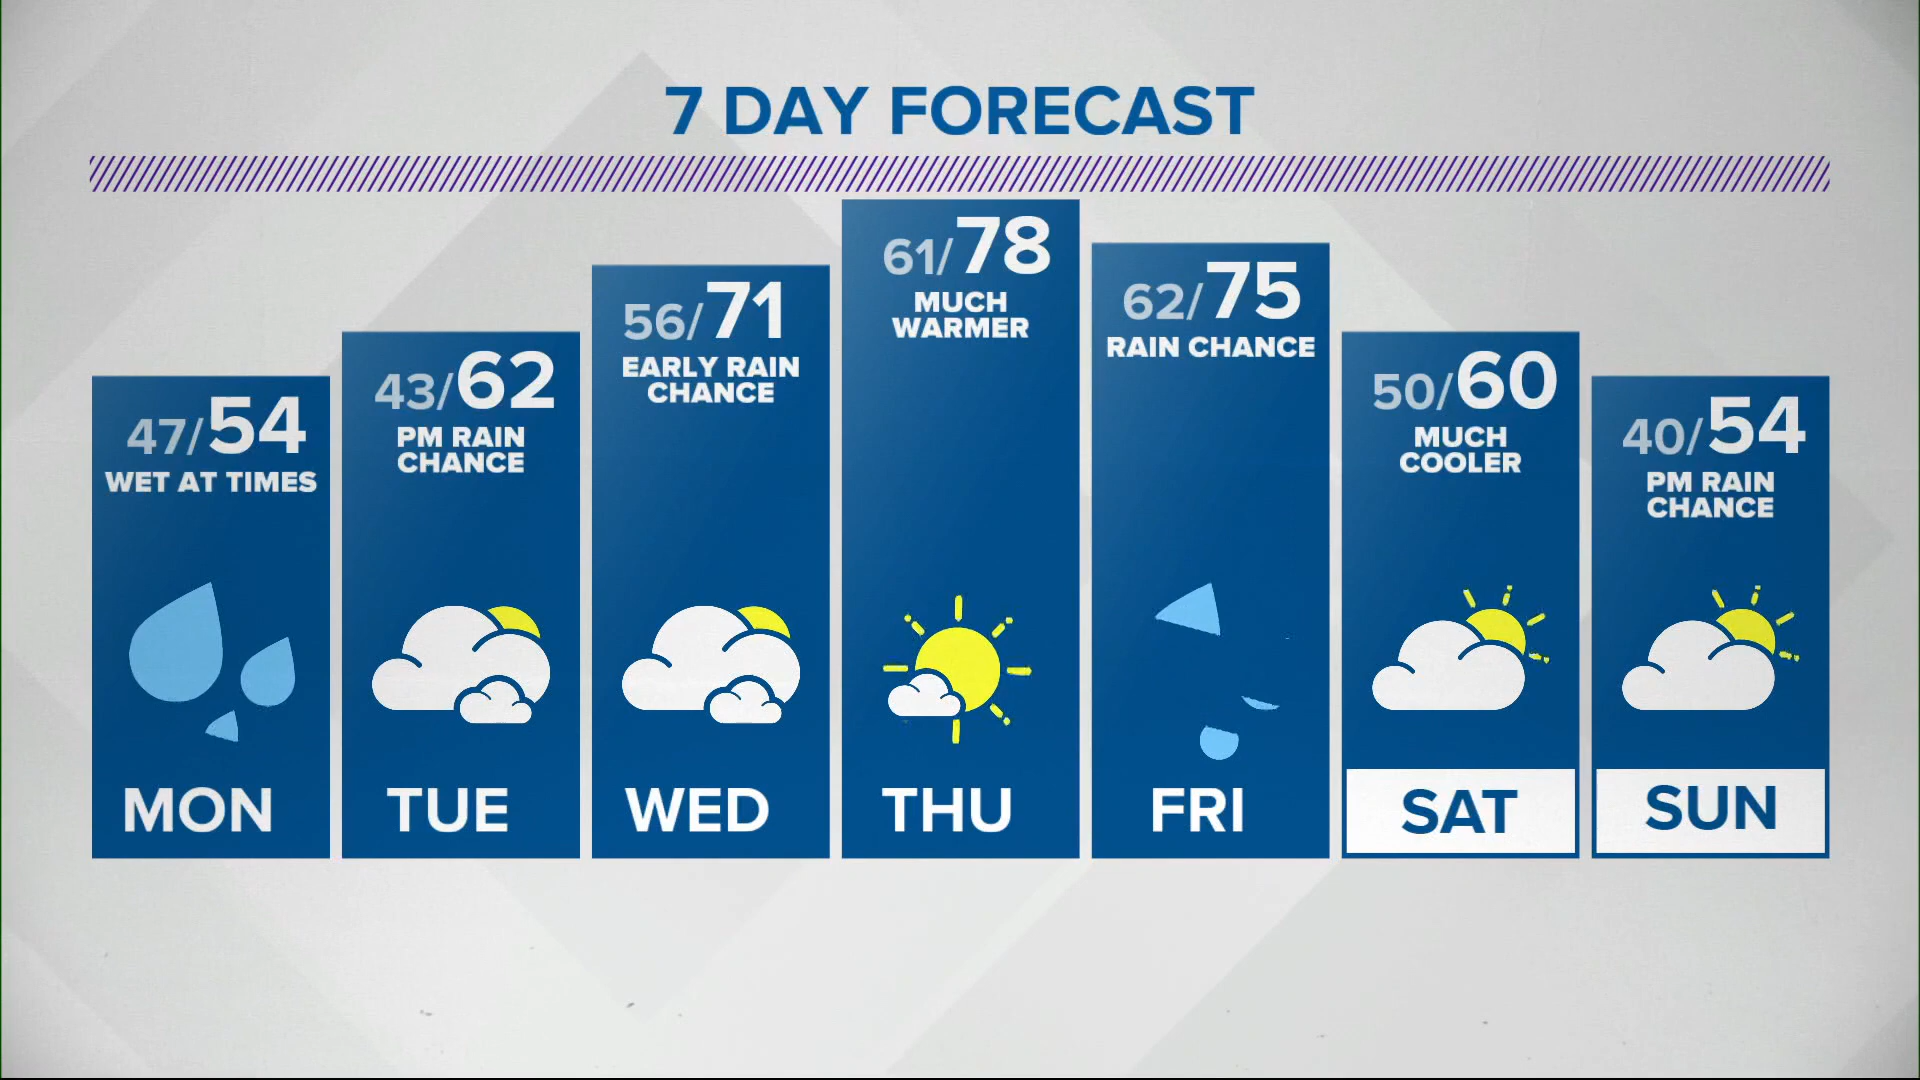 7 DAY FORECAST
47/54
WET AT TIMES
MON
43/62
PM RAIN
CHANCE
TUE
56/71
EARLY RAIN
CHANCE
WED
61/78
MUCH
WARMER
THU
62/75
RAIN CHANCE
FRI
50/60
MUCH
COOLER
SAT
40/54
PM RAIN
CHANCE
SUN